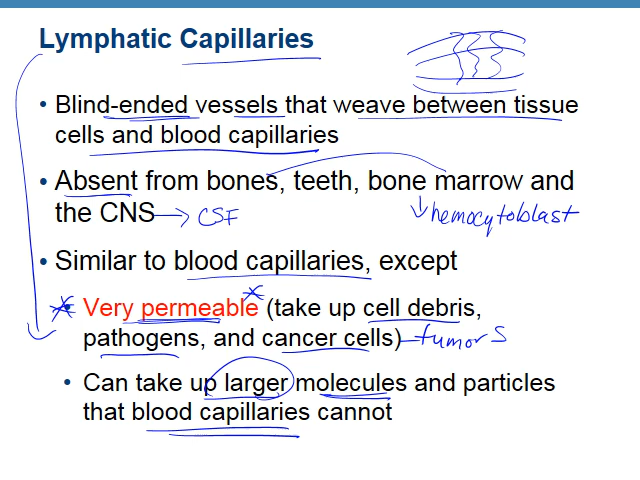 Lymphatic Capillaries
• Blind-ended vessels that weave between tissue
cells and blood capillaries
• Absent from bones, teeth, bone marrow and
the CNS → CSF ↓ hemocytoblast
• Similar to blood capillaries, except
• Very permeable (take up cell debris,
pathogens, and cancer cells) – tumors
• Can take up larger molecules and particles
that blood capillaries cannot